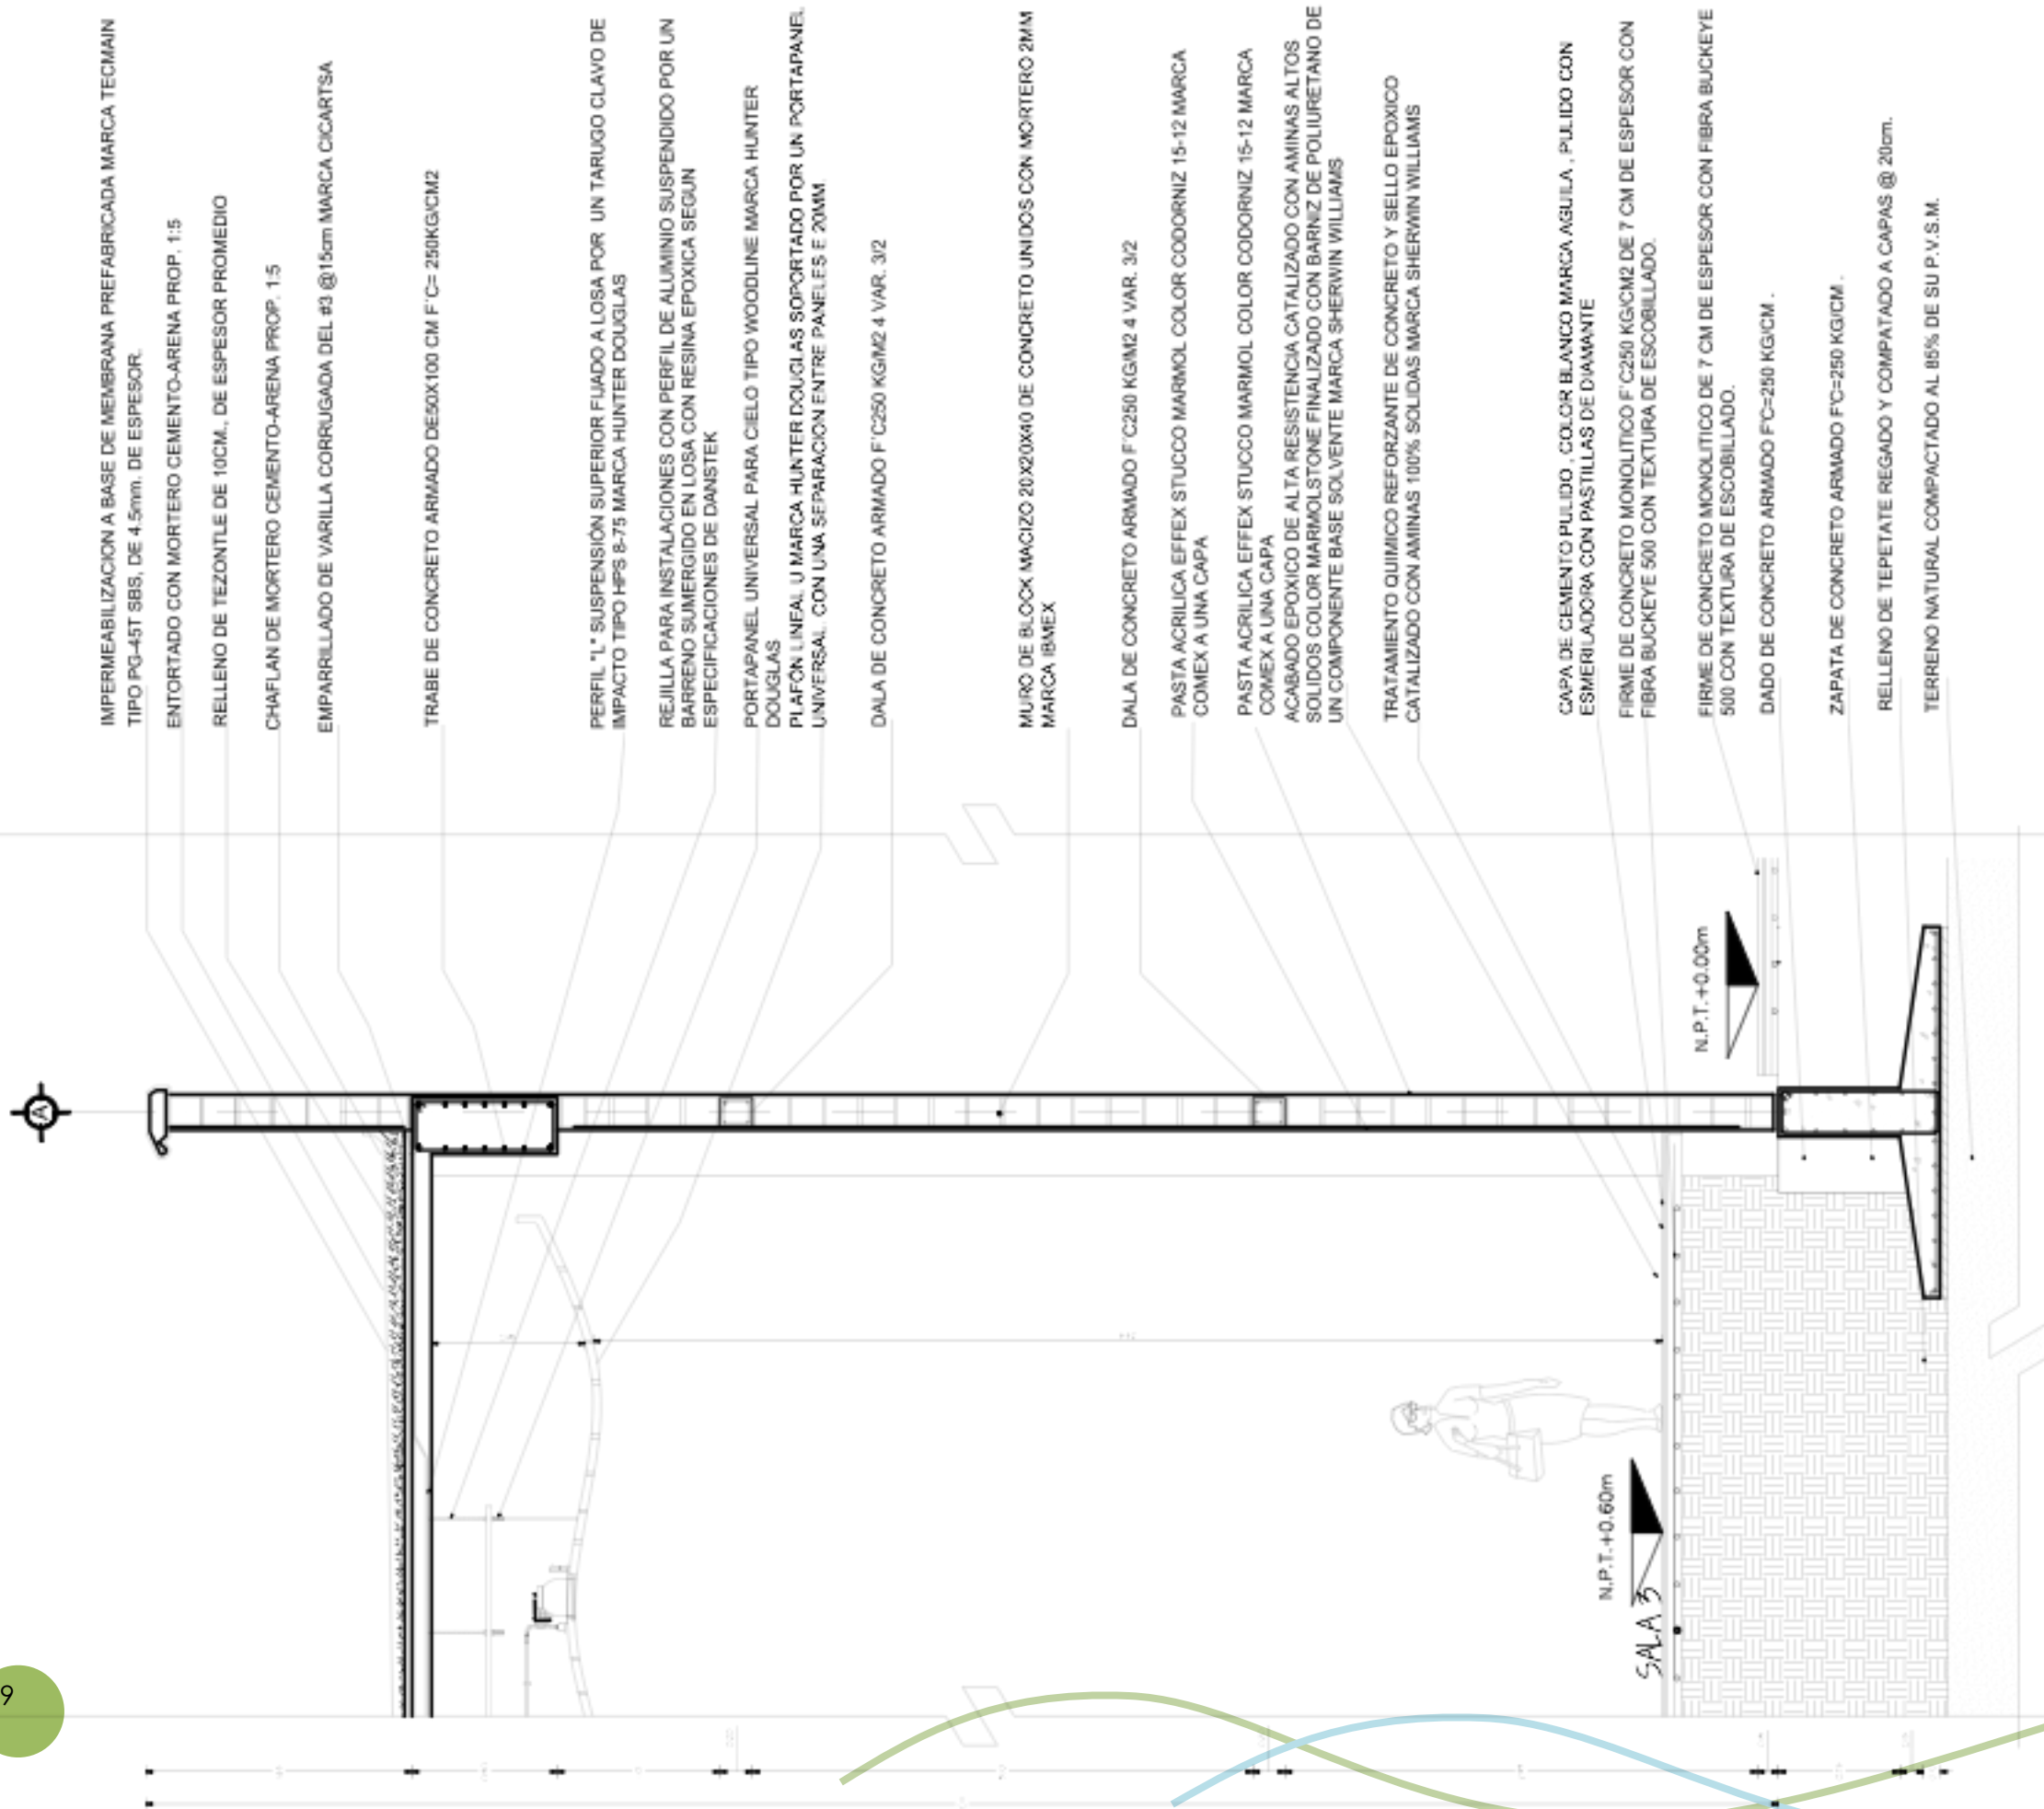 IMPERMEABILIZACION A BASE DE MEMBRANA PREFABRICADA MARCA TECMAIN
TIPO PG-45T SBS, DE 4.5mm. DE ESPESOR.
ENTORTADO CON MORTERO CEMENTO-ARENA PROP. 1:5
RELLENO DE TEZONTLE DE 10CM., DE ESPESOR PROMEDIO
CHAFLAN DE MORTERO CEMENTO-ARENA PROP. 1:5
EMPARRILLADO DE VARILLA CORRUGADA DEL #3 @15cm MARCA CICARTSA
TRABE DE CONCRETO ARMADO DE50X100 CM F´C= 250KG/CM2
PERFIL "L" SUSPENSIÓN SUPERIOR FIJADO A LOSA POR UN TARUGO CLAVO DE
IMPACTO TIPO HPS 8-75 MARCA HUNTER DOUGLAS
REJILLA PARA INSTALACIONES CON PERFIL DE ALUMINIO SUSPENDIDO POR UN
BARRENO SUMERGIDO EN LOSA CON RESINA EPOXICA SEGUN
ESPECIFICACIONES DE DANSTEK
PORTAPANEL UNIVERSAL PARA CIELO TIPO WOODLINE MARCA HUNTER
DOUGLAS
PLAFÓN LINEAL U MARCA HUNTER DOUGLAS SOPORTADO POR UN PORTAPANEL
UNIVERSAL. CON UNA SEPARACION ENTRE PANELES E 20MM.
DALA DE CONCRETO ARMADO F´C250 KG/M2 4 VAR. 3/2
MURO DE BLOCK MACIZO 20X20X40 DE CONCRETO UNIDOS CON MORTERO 2MM
MARCA IBMEX
DALA DE CONCRETO ARMADO F´C250 KG/M2 4 VAR. 3/2
PASTA ACRILICA EFFEX STUCCO MARMOL COLOR CODORNIZ 15-12 MARCA
COMEX A UNA CAPA
PASTA ACRILICA EFFEX STUCCO MARMOL COLOR CODORNIZ 15-12 MARCA
COMEX A UNA CAPA
ACABADO EPOXICO DE ALTA RESISTENCIA CATALIZADO CON AMINAS ALTOS
SOLIDOS COLOR MARMOLSTONE FINALIZADO CON BARNIZ DE POLIURETANO DE
UN COMPONENTE BASE SOLVENTE MARCA SHERWIN WILLIAMS
TRATAMIENTO QUIMICO REFORZANTE DE CONCRETO Y SELLO EPOXICO
CATALIZADO CON AMINAS 100% SOLIDAS MARCA SHERWIN WILLIAMS
CAPA DE CEMENTO PULIDO , COLOR BLANCO MARCA AGUILA , PULIDO CON
ESMERILADORA CON PASTILLAS DE DIAMANTE
FIRME DE CONCRETO MONOLITICO F´C250 KG/CM2 DE 7 CM DE ESPESOR CON
FIBRA BUCKEYE 500 CON TEXTURA DE ESCOBILLADO.
FIRME DE CONCRETO MONOLITICO DE 7 CM DE ESPESOR CON FIBRA BUCKEYE
500 CON TEXTURA DE ESCOBILLADO.
DADO DE CONCRETO ARMADO F'C=250 KG/CM .
ZAPATA DE CONCRETO ARMADO F'C=250 KG/CM .
RELLENO DE TEPETATE REGADO Y COMPATADO A CAPAS @ 20cm.
TERRENO NATURAL COMPACTADO AL 85% DE SU P.V.S.M.
A
N.P.T.+0.00m
N.P.T.+0.60m
SALA 3
9